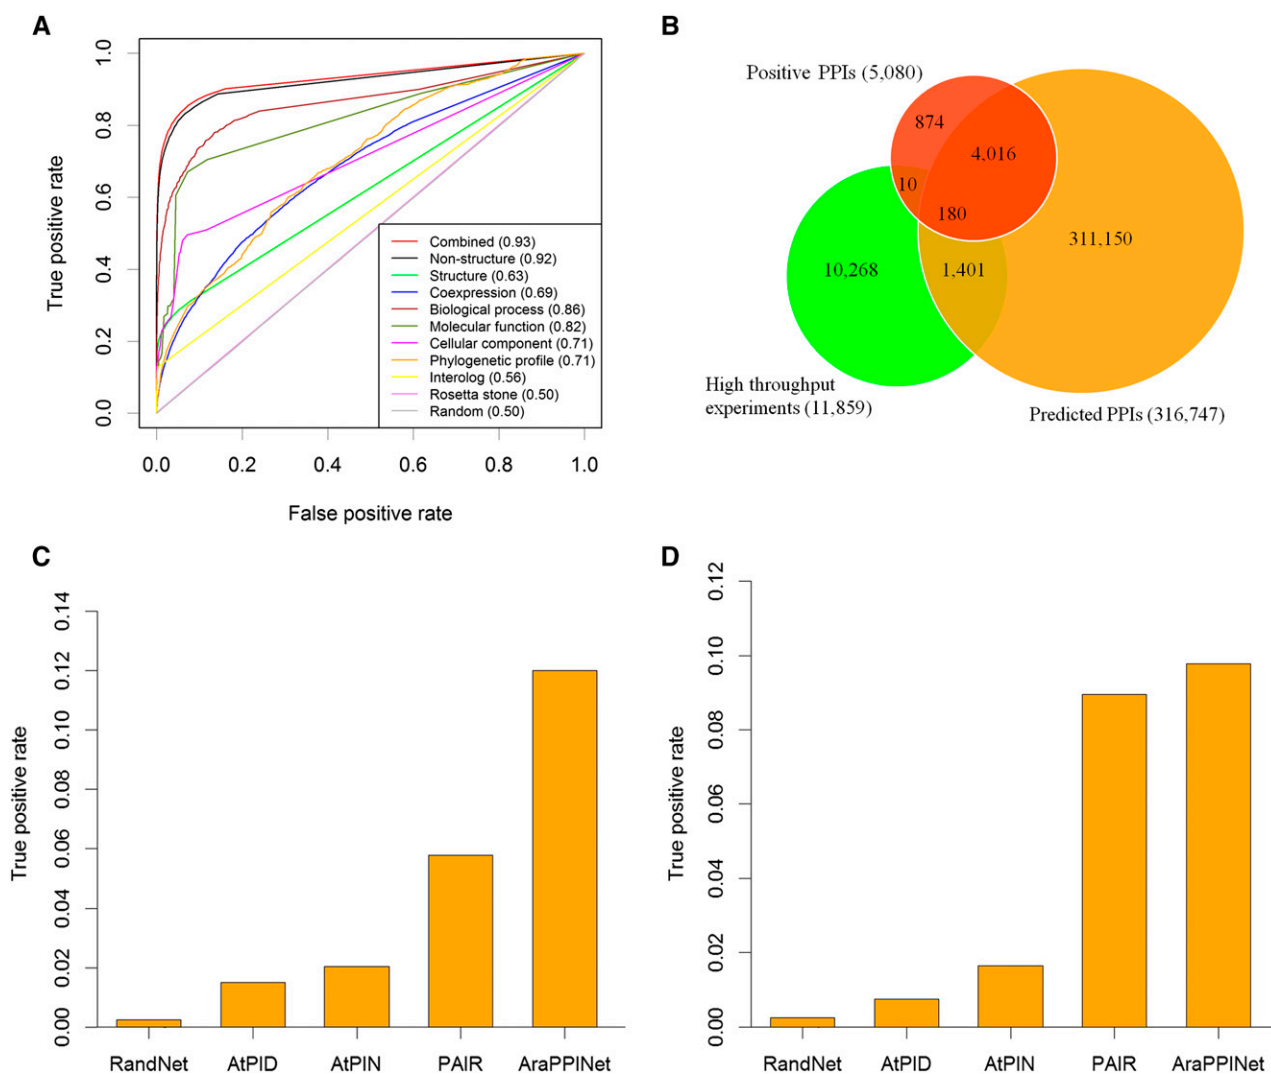 A
True positive rate
1.0
0.8
0.6
0.4
0.2
0.0
Combined (0.93)
Non-structure (0.92)
Structure (0.63)
Coexpression (0.69)
Biological process (0.86)
Molecular function (0.82)
Cellular component (0.71)
Phylogenetic profile (0.71)
Interolog (0.56)
Rosetta stone (0.50)
Random (0.50)
0.0 0.2 0.4 0.6 0.8 1.0
False positive rate
B
Positive PPIs (5,080)
874
4,016
10
180
311,150
10,268
1,401
High throughput
experiments (11,859)
Predicted PPIs (316,747)
C
True positive rate
0.14
0.12
0.10
0.08
0.06
0.04
0.02
0.00
RandNet AtPID AtPIN PAIR AraPPINet
D
True positive rate
0.12
0.10
0.08
0.06
0.04
0.02
0.00
RandNet AtPID AtPIN PAIR AraPPINet